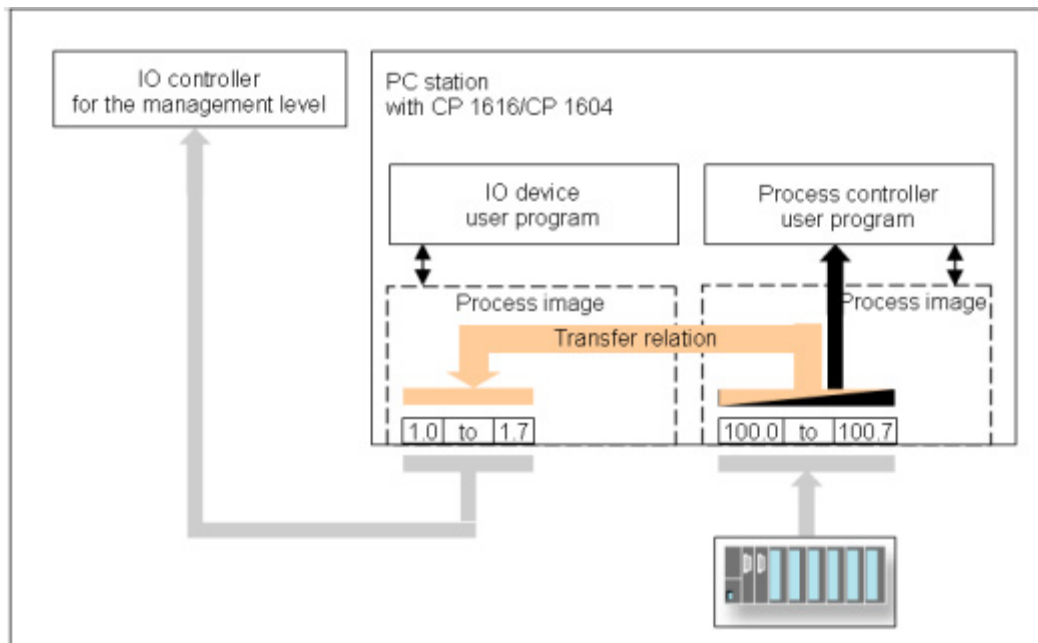 IO controller
for the management level
PC station
with CP 1616/CP 1604
IO device
user program
Process controller
user program
Process image
Process image
Transfer relation
1.0 to 1.7
100.0 to 100.7